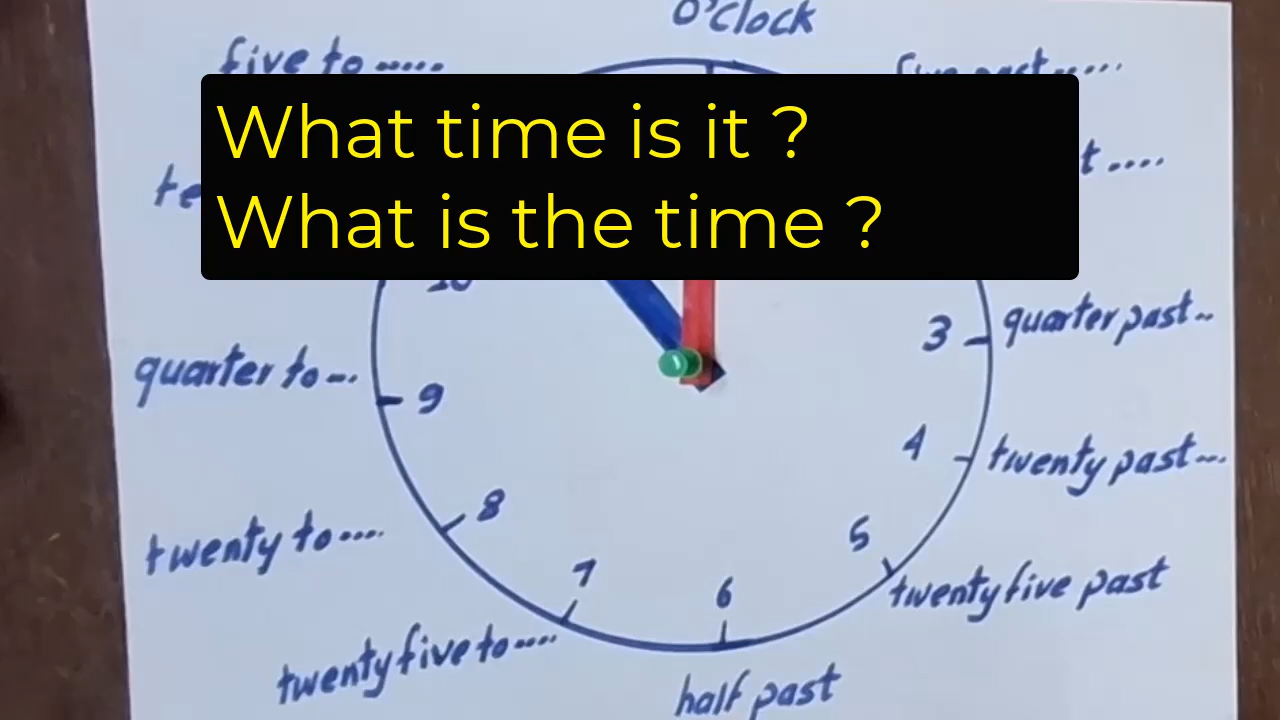 O'clock
five to .....
What time is it ?
What is the time ?
3 quarter past ..
quarter to ...
9
4 twenty past ...
8
twenty to ....
5
7
6
twenty five past
twenty five to ....
half past